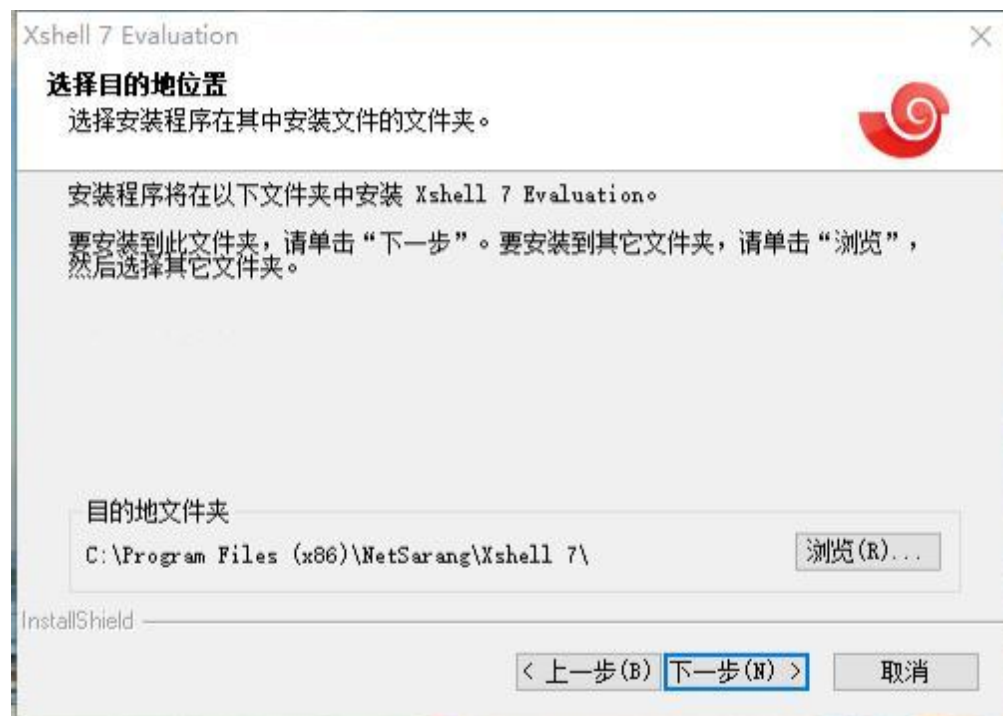 Xshell 7 Evaluation
选择目的地位置
选择安装程序在其中安装文件的文件夹。
安装程序将在以下文件夹中安装 Xshell 7 Evaluation。
要安装到此文件夹，请单击“下一步”。要安装到其它文件夹，请单击“浏览”，
然后选择其它文件夹。
目的地文件夹
C:\Program Files (x86)\NetSarang\Xshell 7\
浏览(R)...
InstallShield
< 上一步(B)
下一步(N) >
取消